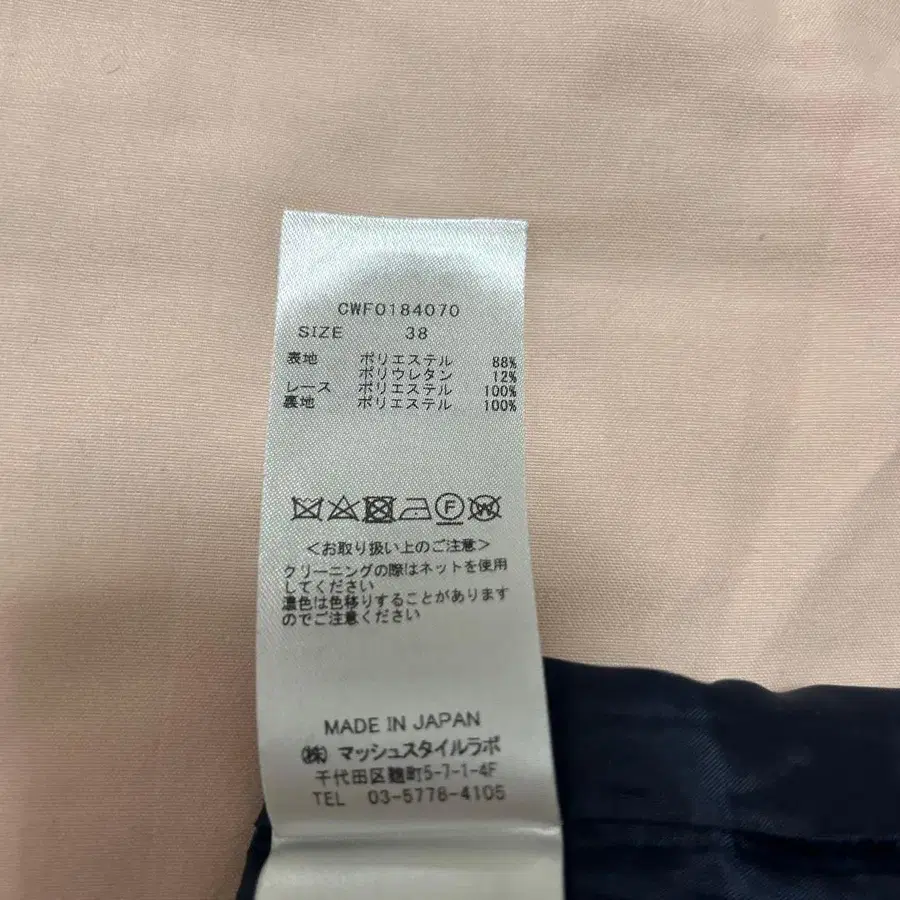 CWF0184070
SIZE 38
表地 ポリエステル 88%
ポリウレタン 12%
レース ポリエステル 100%
裏地 ポリエステル 100%
F W
<お取り扱い上のご注意>
クリーニングの際はネットを使用
してください
濃色は色移りすることがあります
のでご注意ください
MADE IN JAPAN
㈱ マッシュスタイルラボ
千代田区麹町5-7-1-4F
TEL 03-5778-4105